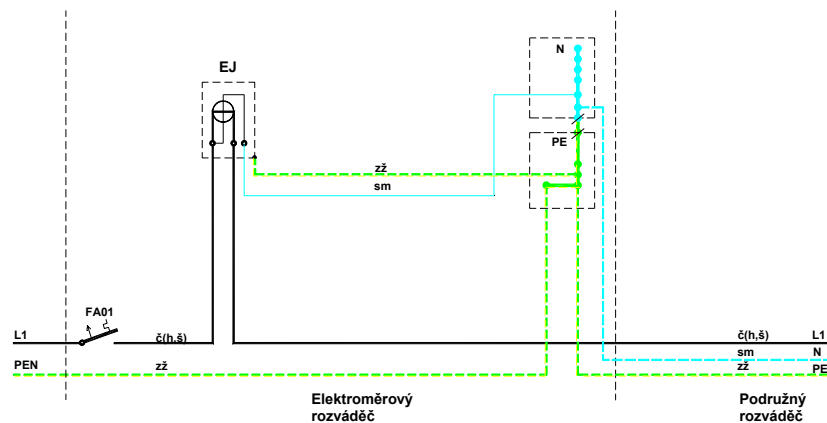 EJ
N
PE
zž
sm
FA01
L1
č(h,š)
č(h,š)
L1
sm
N
PEN
zž
zž
PE
Elektroměrový
rozváděč
Podružný
rozváděč